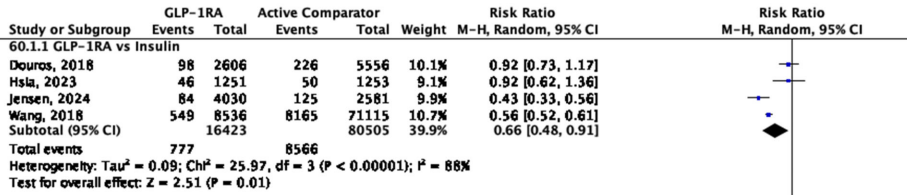 GLP-1RA Active Comparator Risk Ratio Risk Ratio
Study or Subgroup Events Total Events Total Weight M-H, Random, 95% CI M-H, Random, 95% CI
60.1.1 GLP-1RA vs Insulin
Douros, 2018 98 2606 226 5556 10.1% 0.92 [0.73, 1.17]
Hsia, 2023 46 1251 50 1253 9.1% 0.92 [0.62, 1.36]
Jensen, 2024 84 4030 125 2581 9.9% 0.43 [0.33, 0.56]
Wang, 2018 549 8536 8165 71115 10.7% 0.56 [0.52, 0.61]
Subtotal (95% CI) 16423 80505 39.9% 0.66 [0.48, 0.91]
Total events 777 8566
Heterogeneity: Tau² = 0.09; Chi² = 25.97, df = 3 (P < 0.00001); I² = 88%
Test for overall effect: Z = 2.51 (P = 0.01)